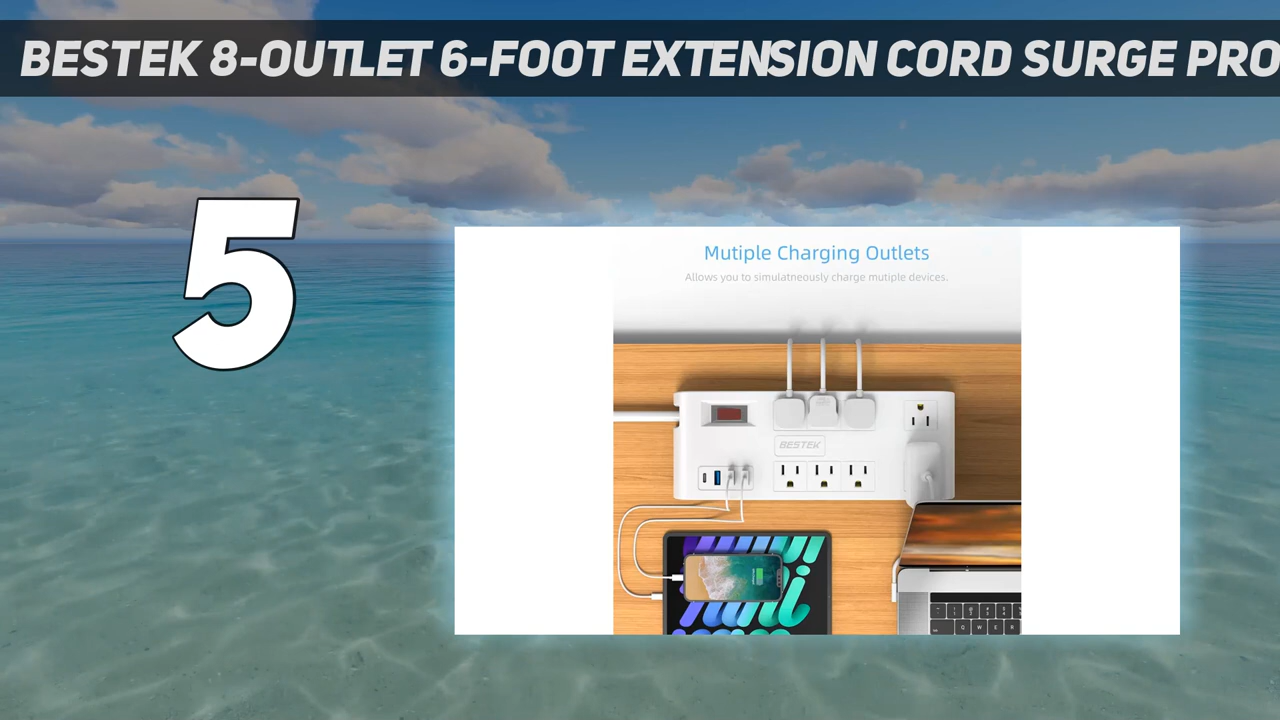 BESTEK 8-OUTLET 6-FOOT EXTENSION CORD SURGE PRO
5
Mutiple Charging Outlets
Allows you to simulatneously charge mutiple devices.
BESTEK
Q W E R